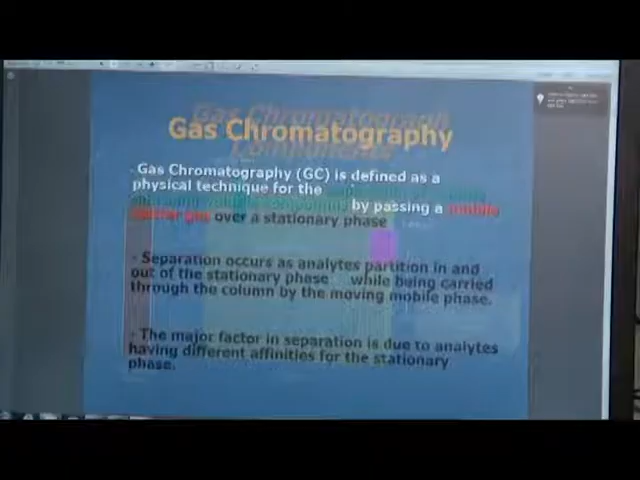 Gas Chromatograph
Gas Chromatography
Components
- Gas Chromatography (GC) is defined as a
physical technique for the
by passing a mobile
carrier gas over a stationary phase
- Separation occurs as analytes partition in and
out of the stationary phase while being carried
through the column by the moving mobile phase.
- The major factor in separation is due to analytes
having different affinities for the stationary
phase.